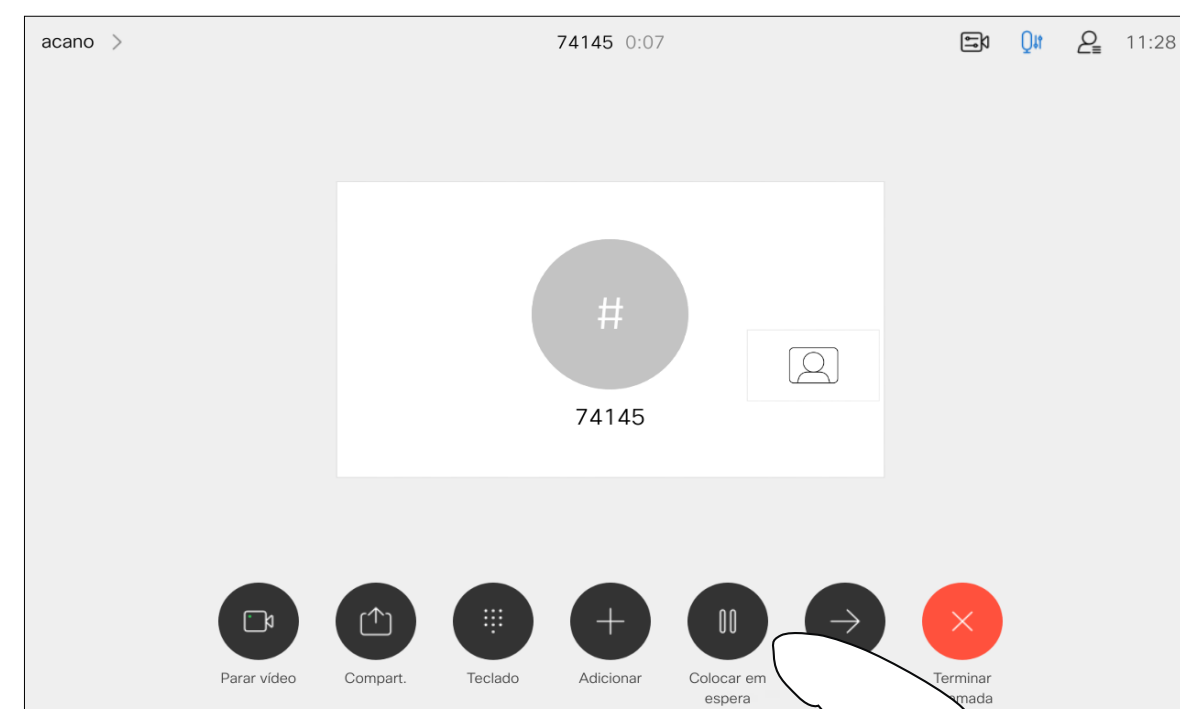 acano
74145 0:07
11:28
#
74145
Parar vídeo
Compart.
Teclado
Adicionar
Colocar em
espera
Terminar